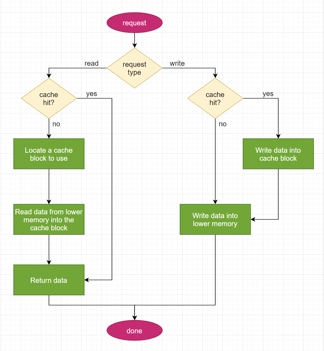 request
request
type
read
write
cache
hit?
yes
no
cache
hit?
yes
no
Locate a cache
block to use
Write data into
cache block
Read data from lower
memory into the
cache block
Write data into
lower memory
Return data
done